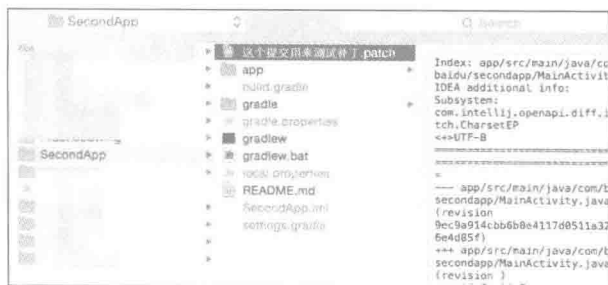 SecondApp
Search
这个提交用来测试补丁.patch
app
build.gradle
gradle
gradle.properties
gradlew
gradlew.bat
local.properties
README.md
SecondApp.iml
settings.gradle
SecondApp
Index: app/src/main/java/co
baidu/secondapp/MainActivit
IDEA additional info:
Subsystem:
com.intellij.openapi.diff.i
tch.CharsetEP
<+>UTF-8
=
--- app/src/main/java/com/b
secondapp/MainActivity.java
(revision
9ec9a914cbb6b8e4117d0511a32
6e4d85f)
+++ app/src/main/java/com/b
secondapp/MainActivity.java
(revision )